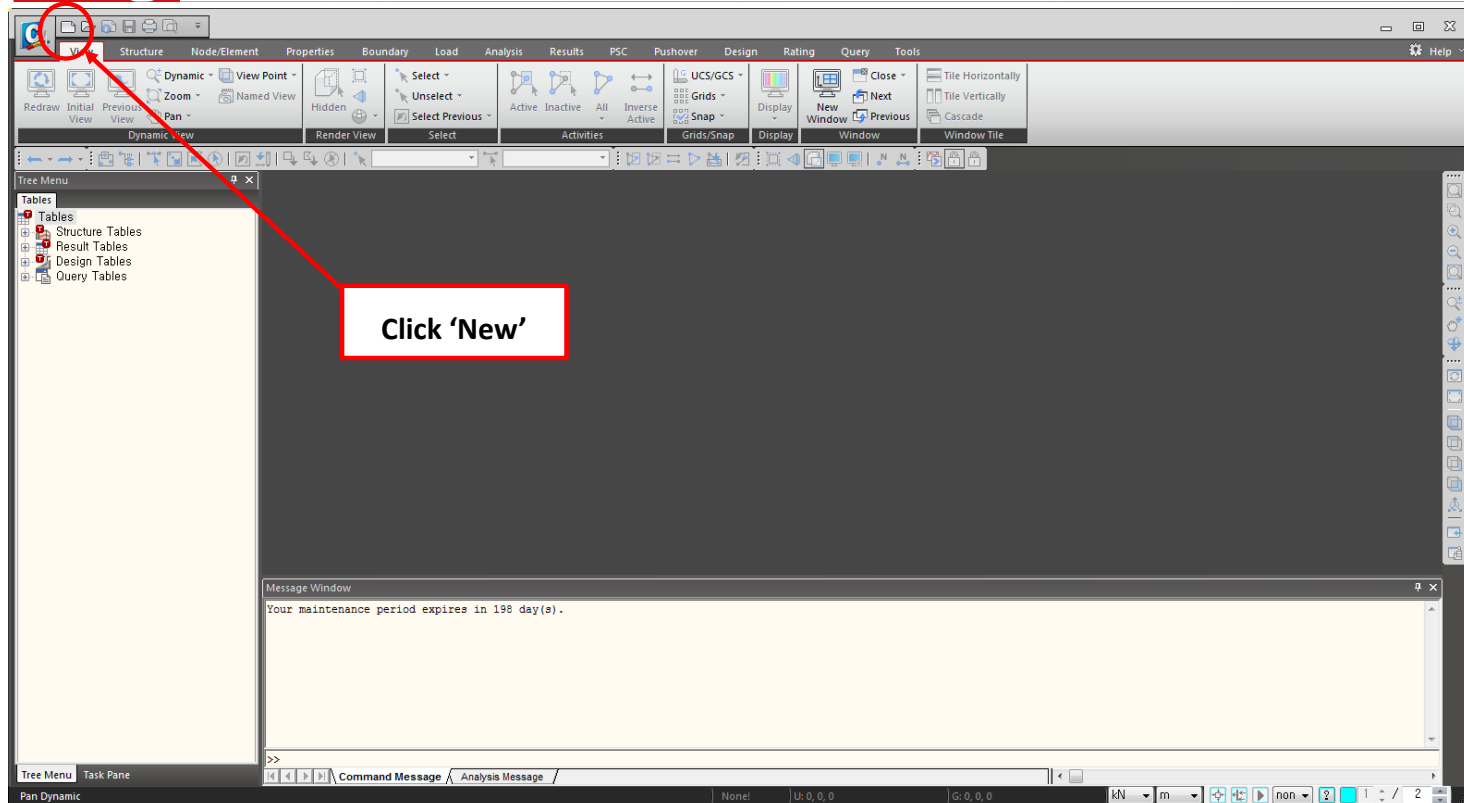 View Structure Node/Element Properties Boundary Load Analysis Results PSC Pushover Design Rating Query Tools Help
Redraw Initial View Previous View Dynamic Zoom Pan View Point Named View
Hidden
Select Unselect Select Previous
Active Inactive All Inverse Active
UCS/GCS Grids Snap
Display
New Window Close Next Previous
Tile Horizontally Tile Vertically Cascade
Dynamic View Render View Select Activities Grids/Snap Display Window Window Tile
Tree Menu
Tables
Tables
Structure Tables
Result Tables
Design Tables
Query Tables
Click ‘New’
Message Window
Your maintenance period expires in 198 day(s).
>>
Command Message Analysis Message
Tree Menu Task Pane
Pan Dynamic None! U: 0, 0, 0 G: 0, 0, 0 kN m non 1 / 2